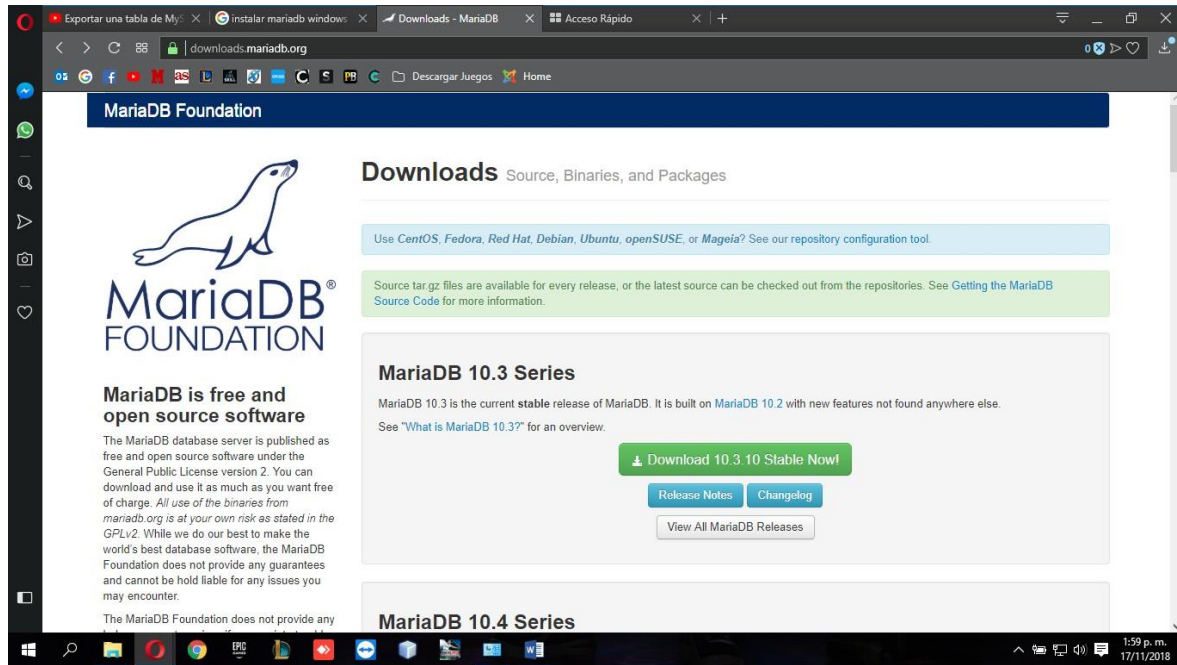 Exportar una tabla de MyS
instalar mariadb windows
Downloads - MariaDB
Acceso Rápido
downloads.mariadb.org
0
Descargar Juegos
Home
MariaDB Foundation
MariaDB®
FOUNDATION
MariaDB is free and
open source software
The MariaDB database server is published as
free and open source software under the
General Public License version 2. You can
download and use it as much as you want free
of charge. All use of the binaries from
mariadb.org is at your own risk as stated in the
GPLv2. While we do our best to make the
world's best database software, the MariaDB
Foundation does not provide any guarantees
and cannot be hold liable for any issues you
may encounter.
The MariaDB Foundation does not provide any
Downloads Source, Binaries, and Packages
Use CentOS, Fedora, Red Hat, Debian, Ubuntu, openSUSE, or Mageia? See our repository configuration tool.
Source tar.gz files are available for every release, or the latest source can be checked out from the repositories. See Getting the MariaDB
Source Code for more information.
MariaDB 10.3 Series
MariaDB 10.3 is the current stable release of MariaDB. It is built on MariaDB 10.2 with new features not found anywhere else.
See "What is MariaDB 10.3?" for an overview.
Download 10.3.10 Stable Now!
Release Notes
Changelog
View All MariaDB Releases
MariaDB 10.4 Series
EPIC
1:59 p. m.
17/11/2018